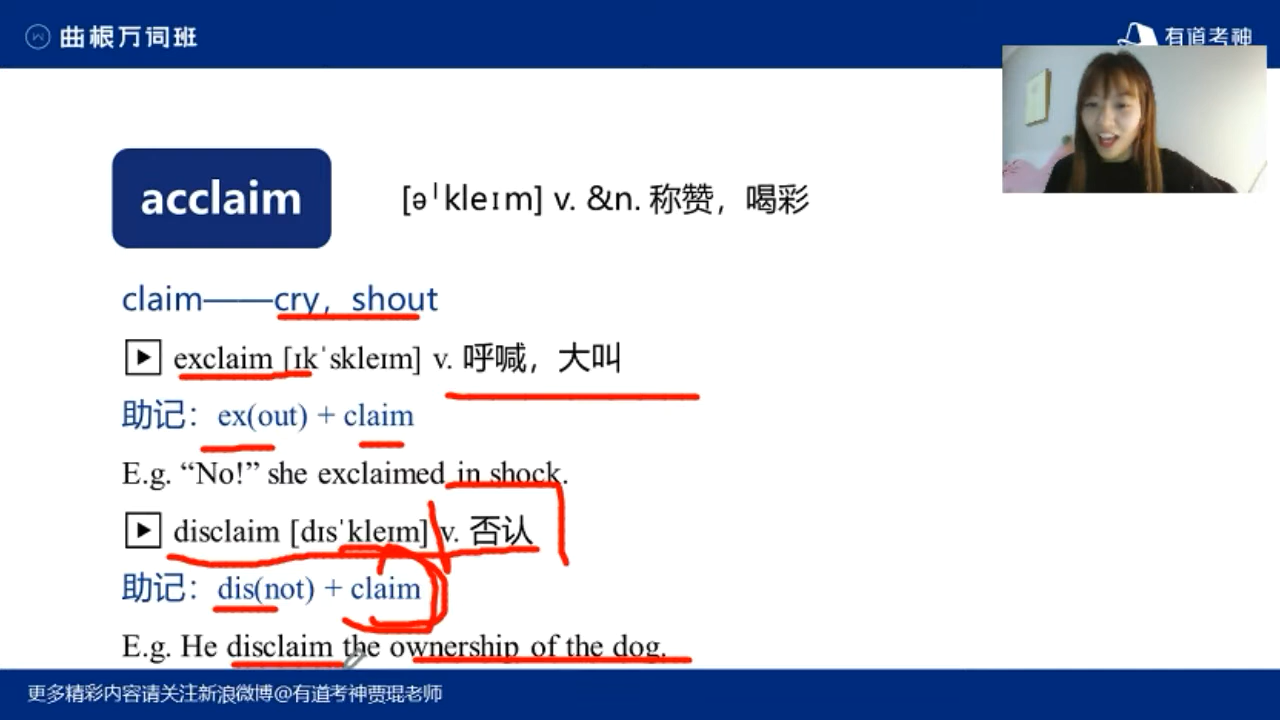 曲根万词班
有道考神
acclaim
[əˈkleɪm] v. &n. 称赞，喝彩
claim——cry，shout
exclaim [ɪkˈskleɪm] v. 呼喊，大叫
助记：ex(out) + claim
E.g. “No!” she exclaimed in shock.
disclaim [dɪsˈkleɪm] v. 否认
助记：dis(not) + claim
E.g. He disclaim the ownership of the dog.
更多精彩内容请关注新浪微博@有道考神贾琨老师